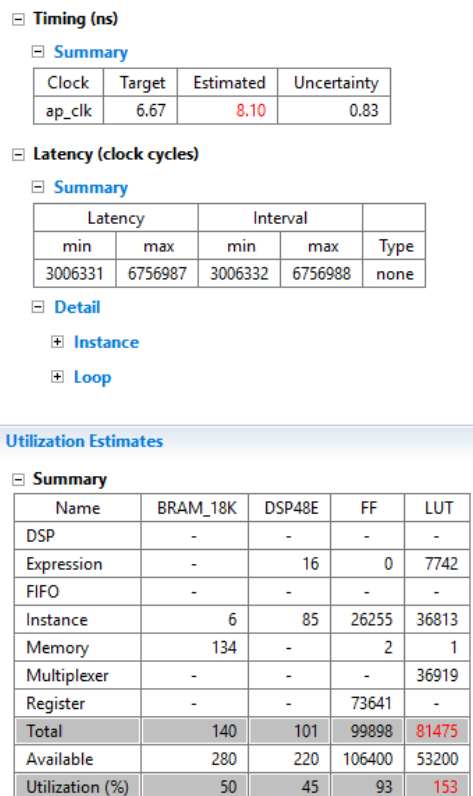 Timing (ns)
Summary
Clock Target Estimated Uncertainty
ap_clk 6.67 8.10 0.83
Latency (clock cycles)
Summary
Latency Interval
min max min max Type
3006331 6756987 3006332 6756988 none
Detail
Instance
Loop
Utilization Estimates
Summary
Name BRAM_18K DSP48E FF LUT
DSP - - - -
Expression - 16 0 7742
FIFO - - - -
Instance 6 85 26255 36813
Memory 134 - 2 1
Multiplexer - - - 36919
Register - - 73641 -
Total 140 101 99898 81475
Available 280 220 106400 53200
Utilization (%) 50 45 93 153